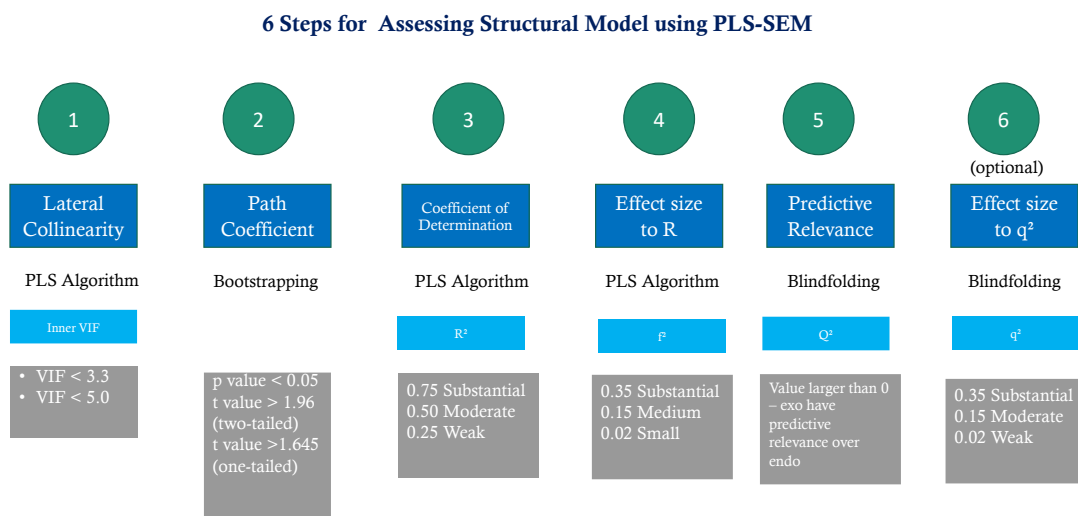 6 Steps for Assessing Structural Model using PLS-SEM
1
2
3
4
5
6
(optional)
Lateral
Collinearity
Path
Coefficient
Coefficient of
Determination
Effect size
to R
Predictive
Relevance
Effect size
to q²
PLS Algorithm
Bootstrapping
PLS Algorithm
PLS Algorithm
Blindfolding
Blindfolding
Inner VIF
R²
f²
Q²
q²
• VIF < 3.3
• VIF < 5.0
p value < 0.05
t value > 1.96
(two-tailed)
t value >1.645
(one-tailed)
0.75 Substantial
0.50 Moderate
0.25 Weak
0.35 Substantial
0.15 Medium
0.02 Small
Value larger than 0
– exo have
predictive
relevance over
endo
0.35 Substantial
0.15 Moderate
0.02 Weak